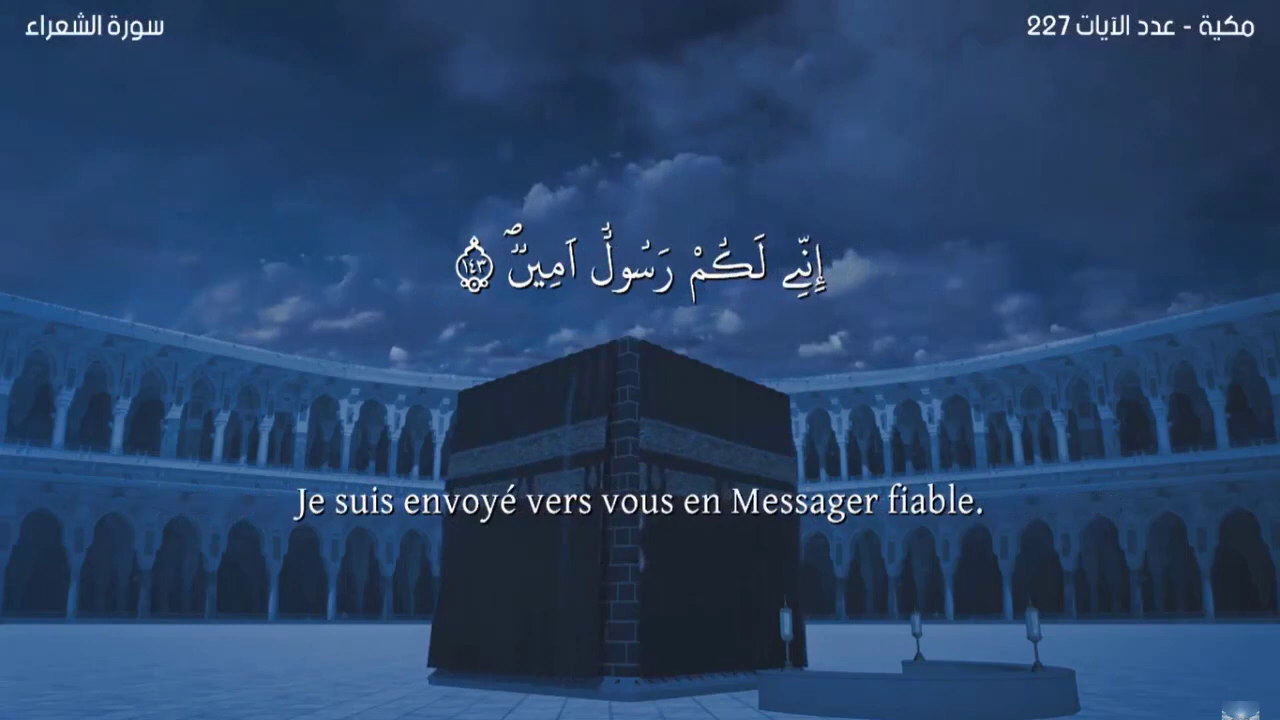 سورة الشعراء
مكية - عدد الآيات 227
إِنِّے لَكُمْ رَسُولٌ اَمِينٌۖ ١٤٣
Je suis envoyé vers vous en Messager fiable.